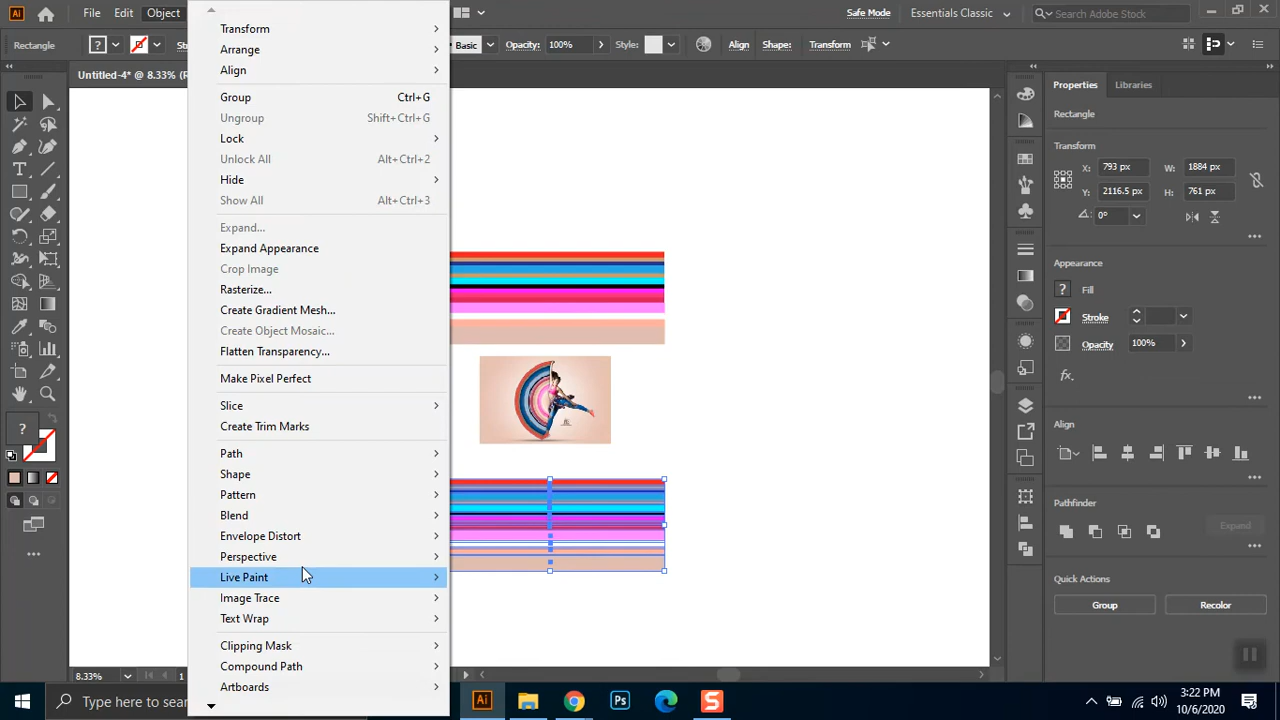 Ai File Edit Object Safe Mode Essentials Classic Search Adobe Stock
Rectangle Basic Opacity: 100% Style: Align Shape: Transform
Untitled-4* @ 8.33% (R
Transform
Arrange
Align
Group Ctrl+G
Ungroup Shift+Ctrl+G
Lock
Unlock All Alt+Ctrl+2
Hide
Show All Alt+Ctrl+3
Expand...
Expand Appearance
Crop Image
Rasterize...
Create Gradient Mesh...
Create Object Mosaic...
Flatten Transparency...
Make Pixel Perfect
Slice
Create Trim Marks
Path
Shape
Pattern
Blend
Envelope Distort
Perspective
Live Paint
Image Trace
Text Wrap
Clipping Mask
Compound Path
Artboards
Properties Libraries
Rectangle
Transform
X: 793 px W: 1884 px
Y: 2116.5 px H: 761 px
0°
Appearance
? Fill
Stroke
Opacity 100%
fx.
Align
Pathfinder
Expand
Quick Actions
Group Recolor
?
8.33% 1
Type here to search Ai Ps S
:22 PM
10/6/2020